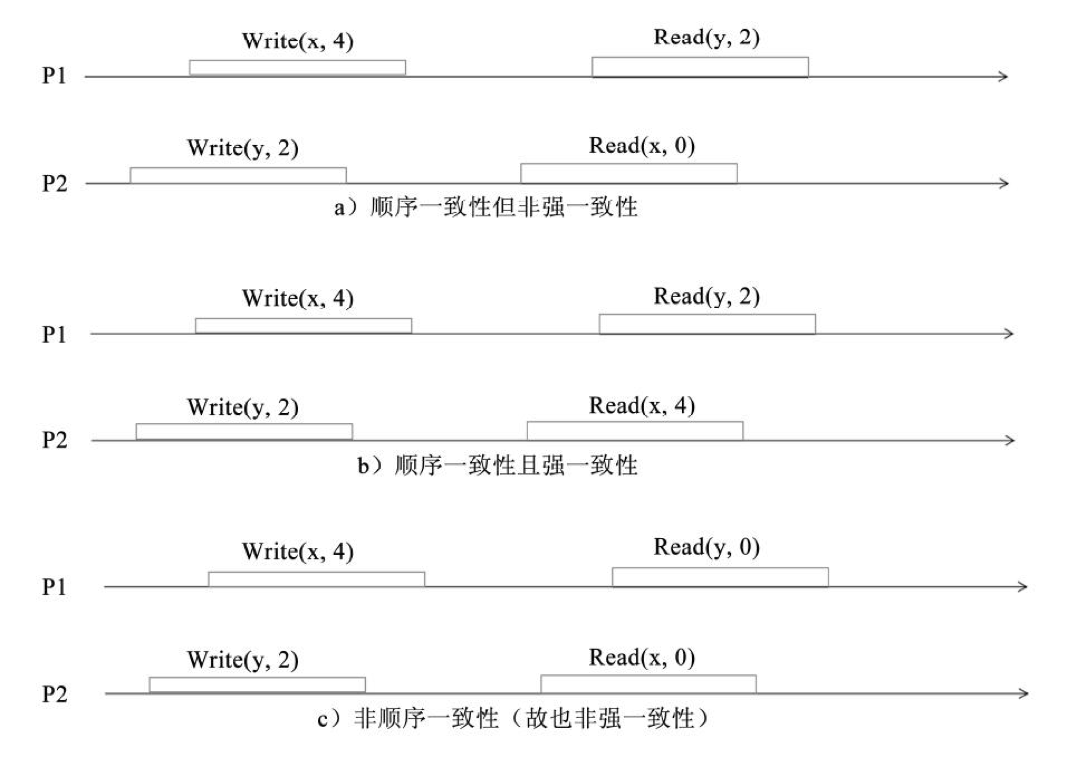 Write(x, 4) Read(y, 2)
P1
Write(y, 2) Read(x, 0)
P2
a）顺序一致性但非强一致性
Write(x, 4) Read(y, 2)
P1
Write(y, 2) Read(x, 4)
P2
b）顺序一致性且强一致性
Write(x, 4) Read(y, 0)
P1
Write(y, 2) Read(x, 0)
P2
c）非顺序一致性（故也非强一致性）